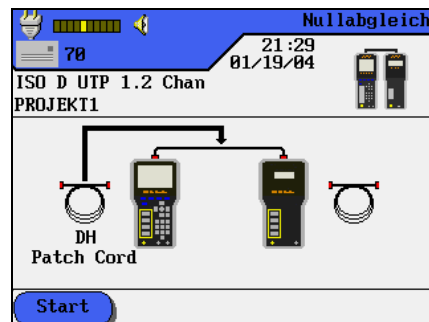 Nullabgleich
70
21:29
01/19/04
ISO D UTP 1.2 Chan
PROJEKT1
DH
Patch Cord
Start